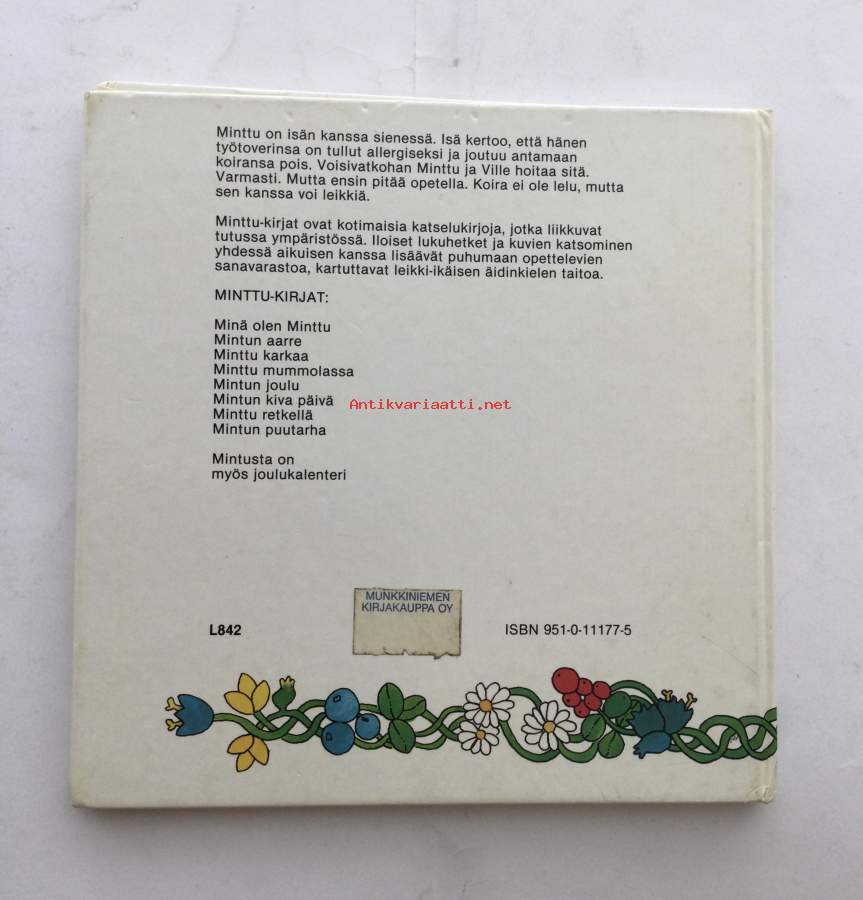 Minttu on isän kanssa sienessä. Isä kertoo, että hänen
työtoverinsa on tullut allergiseksi ja joutuu antamaan
koiransa pois. Voisivatkohan Minttu ja Ville hoitaa sitä.
Varmasti. Mutta ensin pitää opetella. Koira ei ole lelu, mutta
sen kanssa voi leikkiä.
Minttu-kirjat ovat kotimaisia katselukirjoja, jotka liikkuvat
tutussa ympäristössä. Iloiset lukuhetket ja kuvien katsominen
yhdessä aikuisen kanssa lisäävät puhumaan opettelevien
sanavarastoa, kartuttavat leikki-ikäisen äidinkielen taitoa.
MINTTU-KIRJAT:
Minä olen Minttu
Mintun aarre
Minttu karkaa
Minttu mummolassa
Mintun joulu
Mintun kiva päivä
Minttu retkellä
Mintun puutarha
Antikvariaatti.net
Mintusta on
myös joulukalenteri
MUNKKINIEMEN
KIRJAKAUPPA OY
L842
ISBN 951-0-11177-5